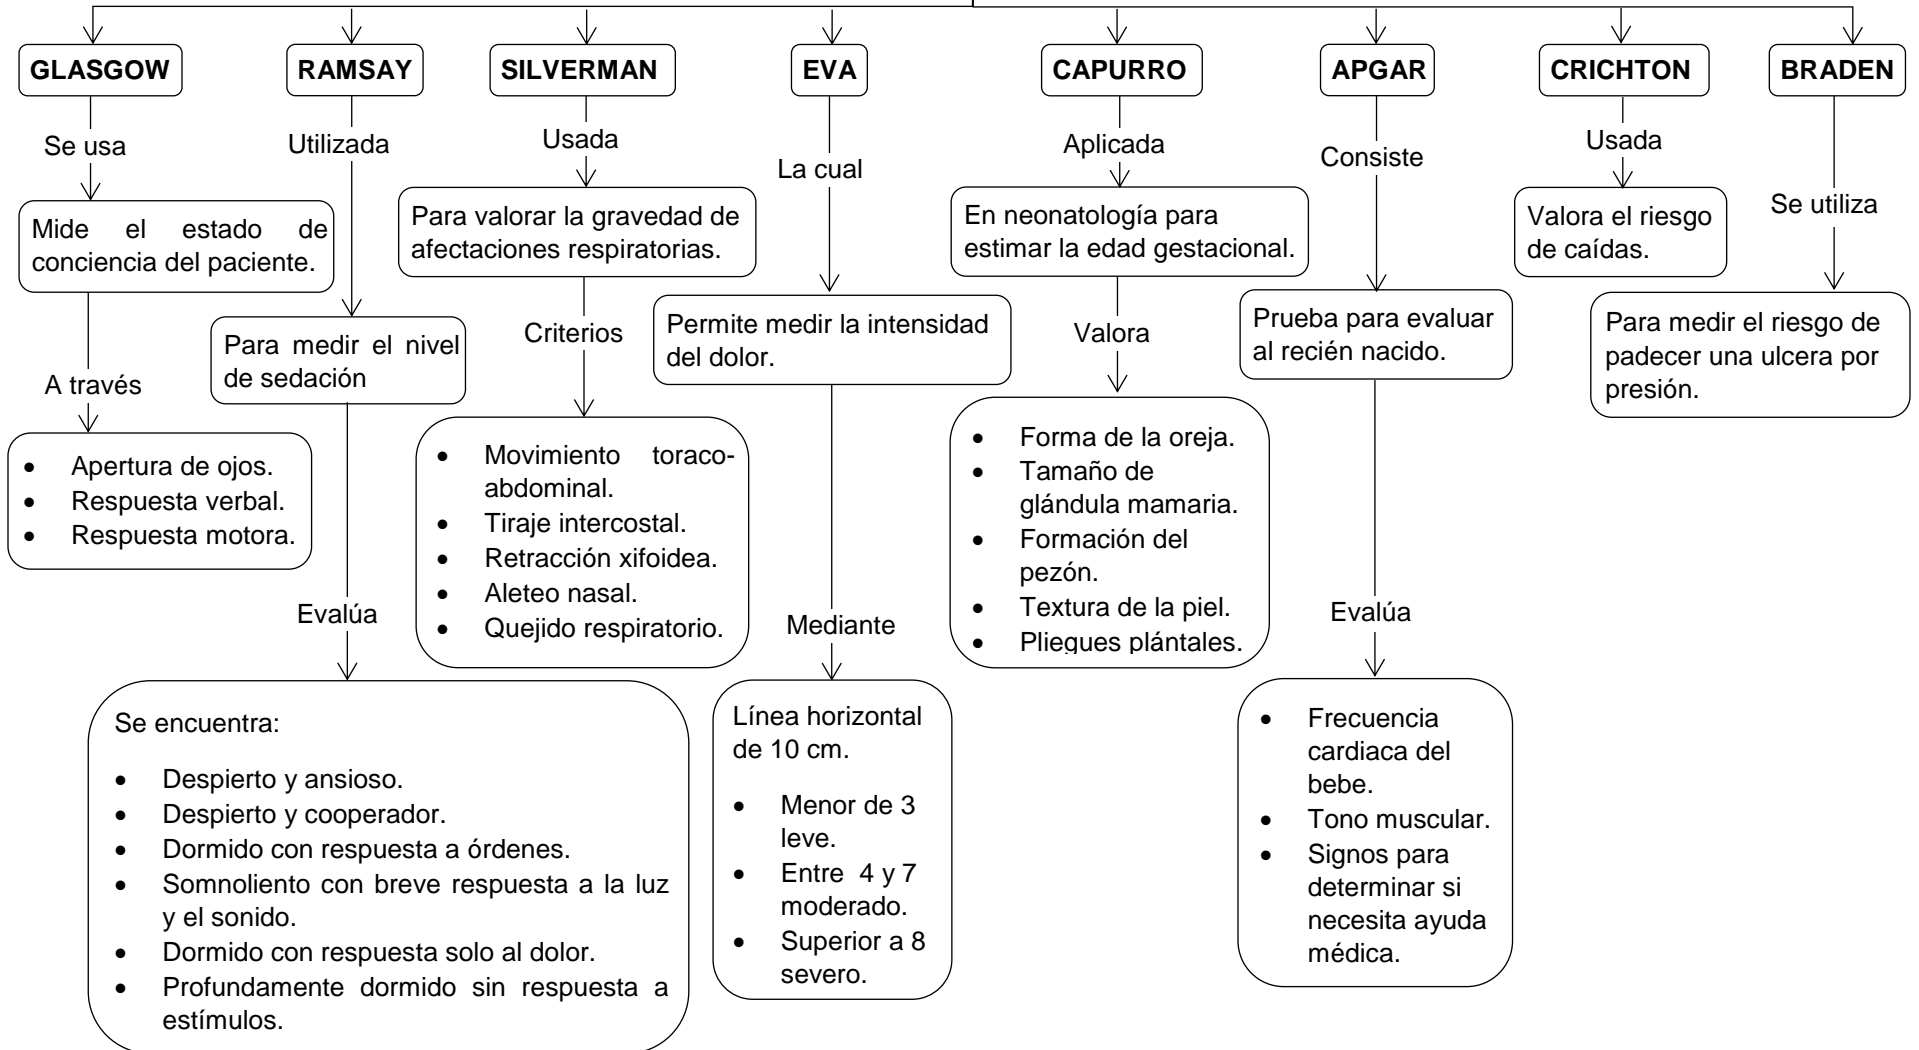 GLASGOW
Se usa
Mide el estado de
conciencia del paciente.
A través
• Apertura de ojos.
• Respuesta verbal.
• Respuesta motora.
RAMSAY
Utilizada
Para medir el nivel
de sedación
Evalúa
Se encuentra:
• Despierto y ansioso.
• Despierto y cooperador.
• Dormido con respuesta a órdenes.
• Somnoliento con breve respuesta a la luz
y el sonido.
• Dormido con respuesta solo al dolor.
• Profundamente dormido sin respuesta a
estímulos.
SILVERMAN
Usada
Para valorar la gravedad de
afectaciones respiratorias.
Criterios
• Movimiento toraco-
abdominal.
• Tiraje intercostal.
• Retracción xifoidea.
• Aleteo nasal.
• Quejido respiratorio.
EVA
La cual
Permite medir la intensidad
del dolor.
Mediante
Línea horizontal
de 10 cm.
• Menor de 3
leve.
• Entre 4 y 7
moderado.
• Superior a 8
severo.
CAPURRO
Aplicada
En neonatología para
estimar la edad gestacional.
Valora
• Forma de la oreja.
• Tamaño de
glándula mamaria.
• Formación del
pezón.
• Textura de la piel.
• Pliegues plántales.
APGAR
Consiste
Prueba para evaluar
al recién nacido.
Evalúa
• Frecuencia
cardiaca del
bebe.
• Tono muscular.
• Signos para
determinar si
necesita ayuda
médica.
CRICHTON
Usada
Valora el riesgo
de caídas.
BRADEN
Se utiliza
Para medir el riesgo de
padecer una ulcera por
presión.